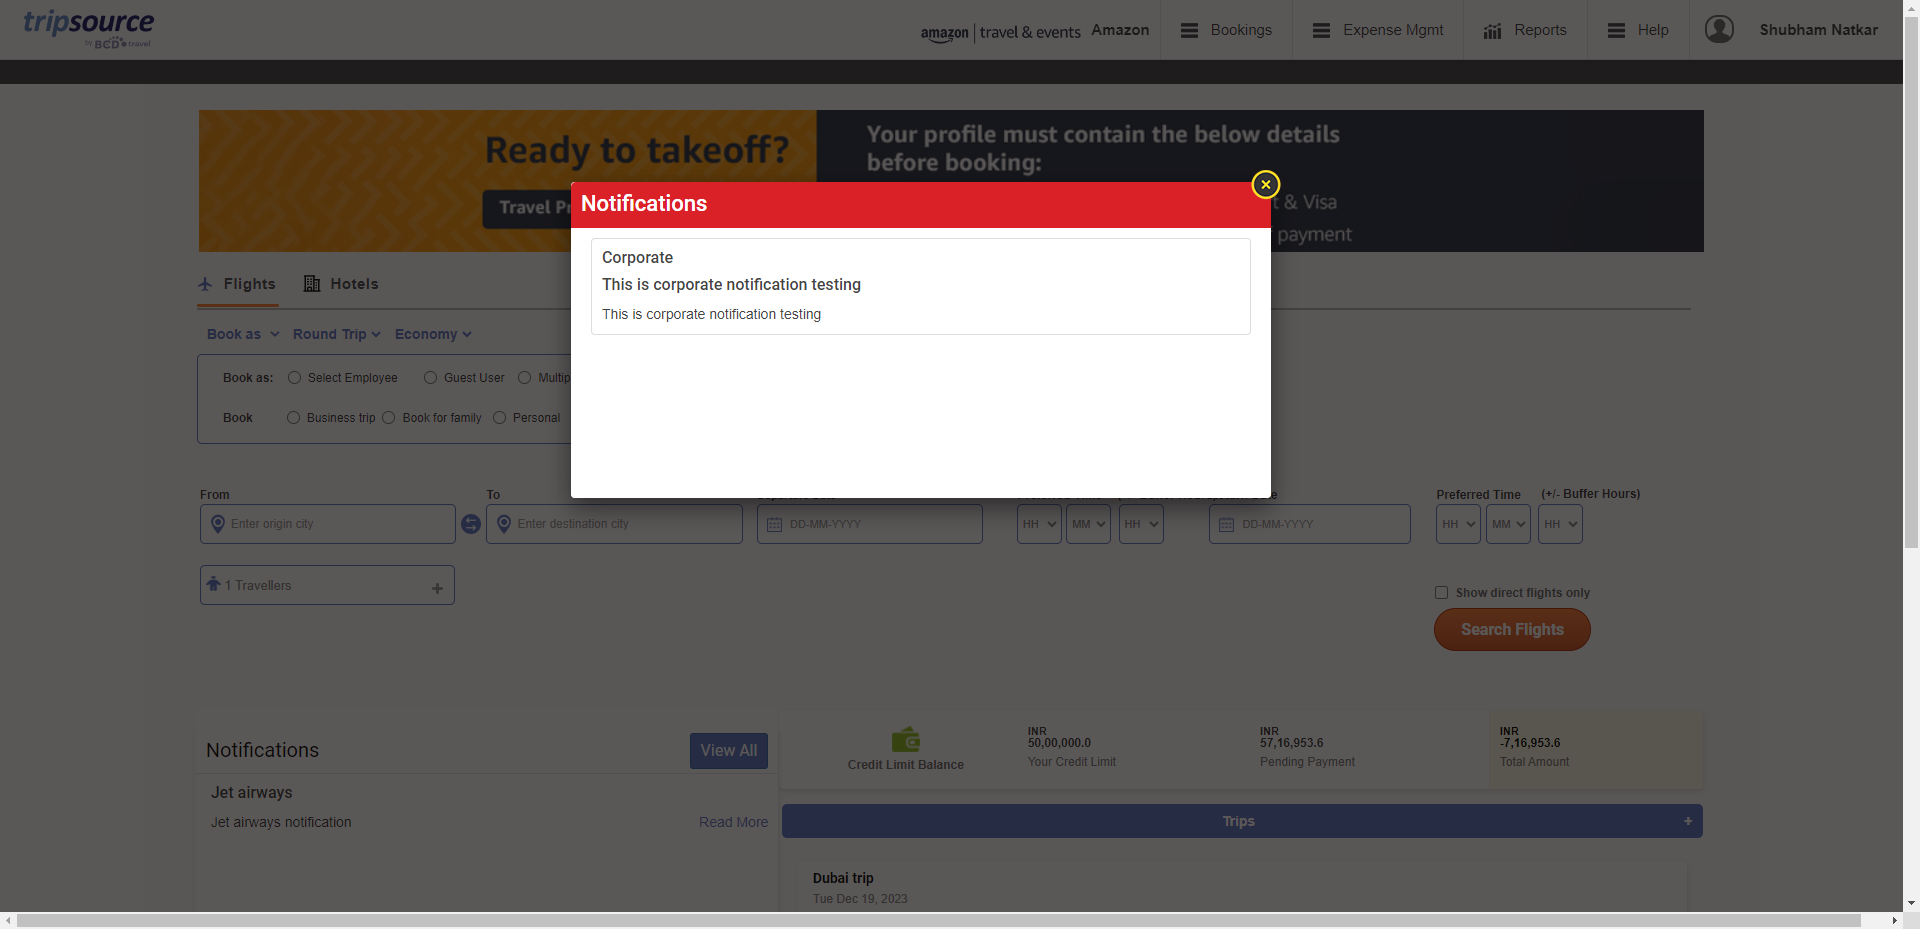 tripsource
by BCD travel
amazon | travel & events Amazon
Bookings
Expense Mgmt
Reports
Help
Shubham Natkar
Ready to takeoff?
Travel
Your profile must contain the below details
before booking:
& Visa
payment
Notifications
Corporate
This is corporate notification testing
This is corporate notification testing
Flights
Hotels
Book as
Round Trip
Economy
Book as: Select Employee Guest User
Book Business trip Book for family Personal
From
To
Preferred Time (+/- Buffer Hours)
Enter origin city
Enter destination city
DD-MM-YYYY
HH MM HH
DD-MM-YYYY
HH MM HH
1 Travellers +
Show direct flights only
Search Flights
Notifications
View All
Jet airways
Jet airways notification
Read More
Credit Limit Balance
INR
50,00,000.0
Your Credit Limit
INR
57,16,953.6
Pending Payment
INR
-7,16,953.6
Total Amount
Trips +
Dubai trip
Tue Dec 19, 2023